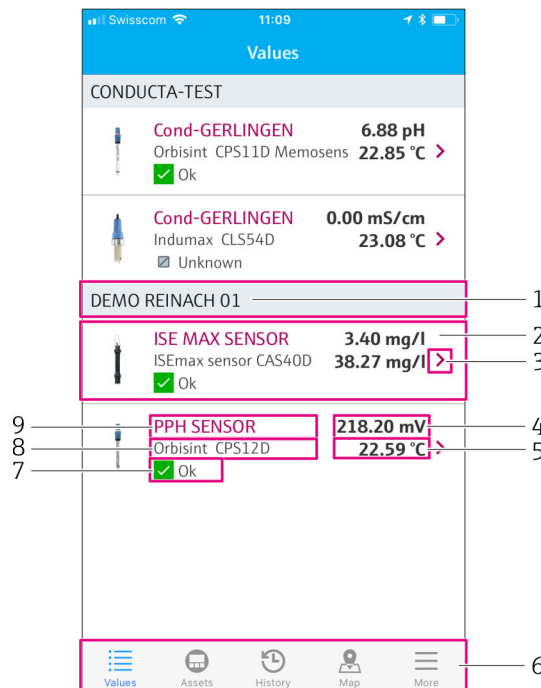 Swisscom 11:09
Values
CONDUCTA-TEST
Cond-GERLINGEN 6.88 pH
Orbisint CPS11D Memosens 22.85 °C
Ok
Cond-GERLINGEN 0.00 mS/cm
Indumax CLS54D 23.08 °C
Unknown
DEMO REINACH 01 1
2
ISE MAX SENSOR 3.40 mg/l
ISEmax sensor CAS40D 38.27 mg/l 3
Ok
9 PPH SENSOR 218.20 mV 4
8 Orbisint CPS12D 22.59 °C 5
7 Ok
6
Values Assets History Map More